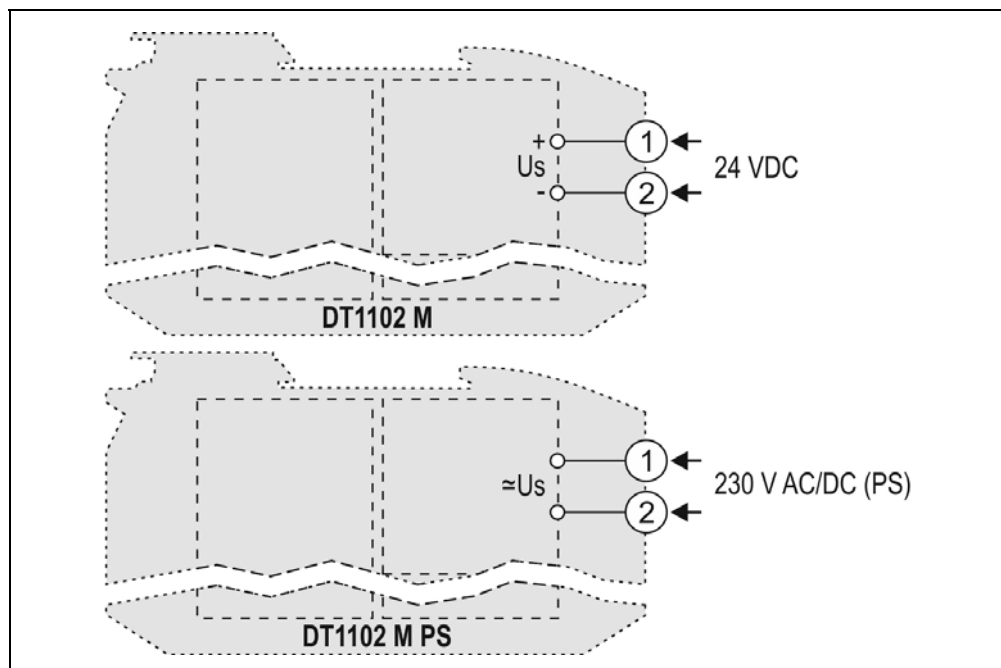 + 1
Us 24 VDC
- 2
DT1102 M
1
≃Us 230 V AC/DC (PS)
2
DT1102 M PS